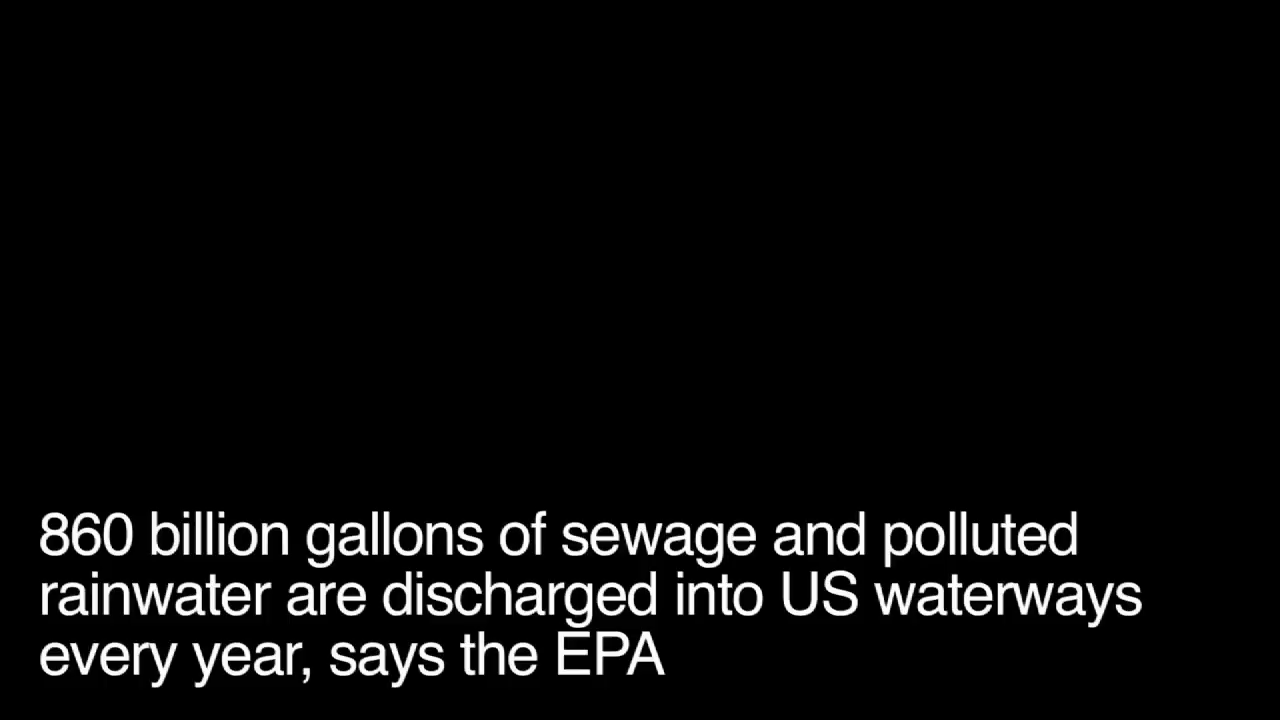 860 billion gallons of sewage and polluted
rainwater are discharged into US waterways
every year, says the EPA